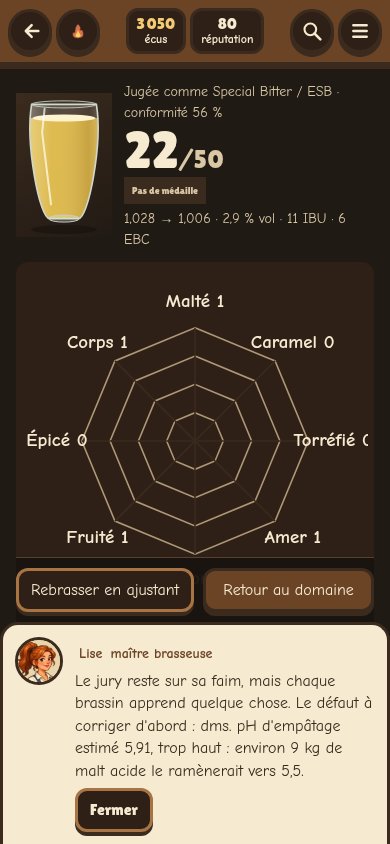 3 050
écus
80
réputation
Jugée comme Special Bitter / ESB ·
conformité 56 %
22/50
Pas de médaille
1,028 → 1,006 · 2,9 % vol · 11 IBU · 6
EBC
Malté 1
Corps 1
Caramel 0
Épicé 0
Torréfié 0
Fruité 1
Amer 1
Rebrasser en ajustant
Retour au domaine
Lise maître brasseuse
Le jury reste sur sa faim, mais chaque
brassin apprend quelque chose. Le défaut à
corriger d'abord : dms. pH d'empâtage
estimé 5,91, trop haut : environ 9 kg de
malt acide le ramènerait vers 5,5.
Fermer